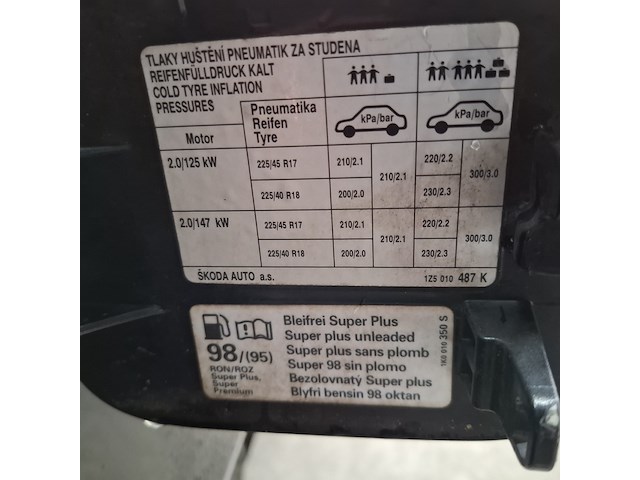 TLAKY HUŠTĚNÍ PNEUMATIK ZA STUDENA
REIFENFÜLLDRUCK KALT
COLD TYRE INFLATION
PRESSURES
Motor
Pneumatika
Reifen
Tyre
kPa/bar
kPa/bar
2.0/125 kW
225/45 R17 210/2.1 210/2.1 220/2.2 300/3.0
225/40 R18 200/2.0 230/2.3
2.0/147 kW
225/45 R17 210/2.1 210/2.1 220/2.2 300/3.0
225/40 R18 200/2.0 230/2.3
ŠKODA AUTO a.s. 1Z5 010 487 K
98/(95)
RON/ROZ
Super Plus,
Super
Premium
Bleifrei Super Plus
Super plus unleaded
Super plus sans plomb
Super 98 sin plomo
Bezolovnatý Super plus
Blyfri bensin 98 oktan
1K0 010 350 S